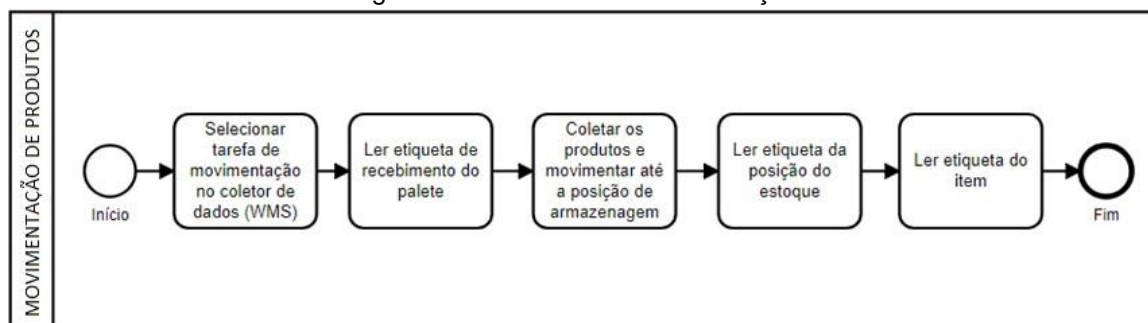 MOVIMENTAÇÃO DE PRODUTOS
Início
Selecionar
tarefa de
movimentação
no coletor de
dados (WMS)
Ler etiqueta de
recebimento do
palete
Coletar os
produtos e
movimentar até
a posição de
armazenagem
Ler etiqueta da
posição do
estoque
Ler etiqueta do
item
Fim